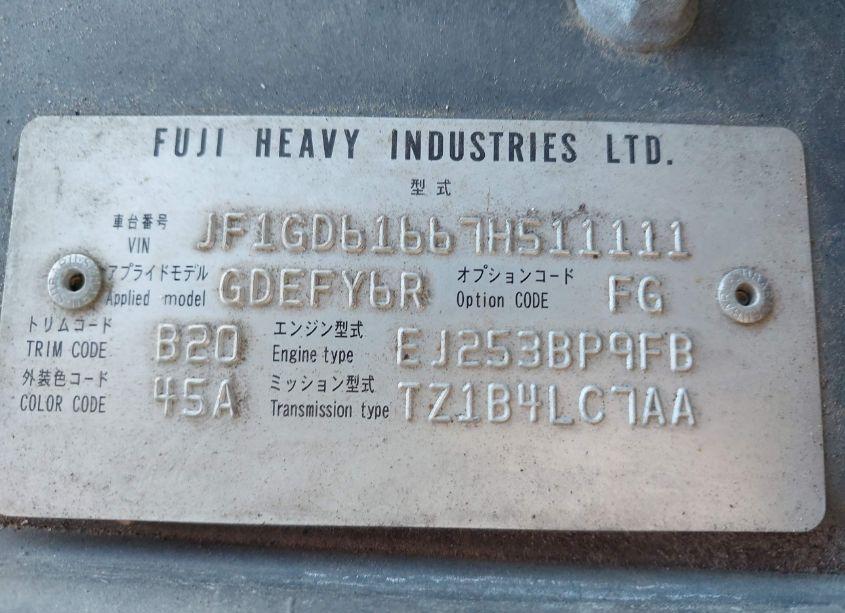 FUJI HEAVY INDUSTRIES LTD.
型式
車台番号 JF1GD61667H511111
VIN
アプライドモデル GDEFY6R オプションコード FG
Applied model Option CODE
トリムコード B20 エンジン型式 EJ253BP9FB
TRIM CODE Engine type
外装色コード 45A ミッション型式 TZ1B4LC7AA
COLOR CODE Transmission type